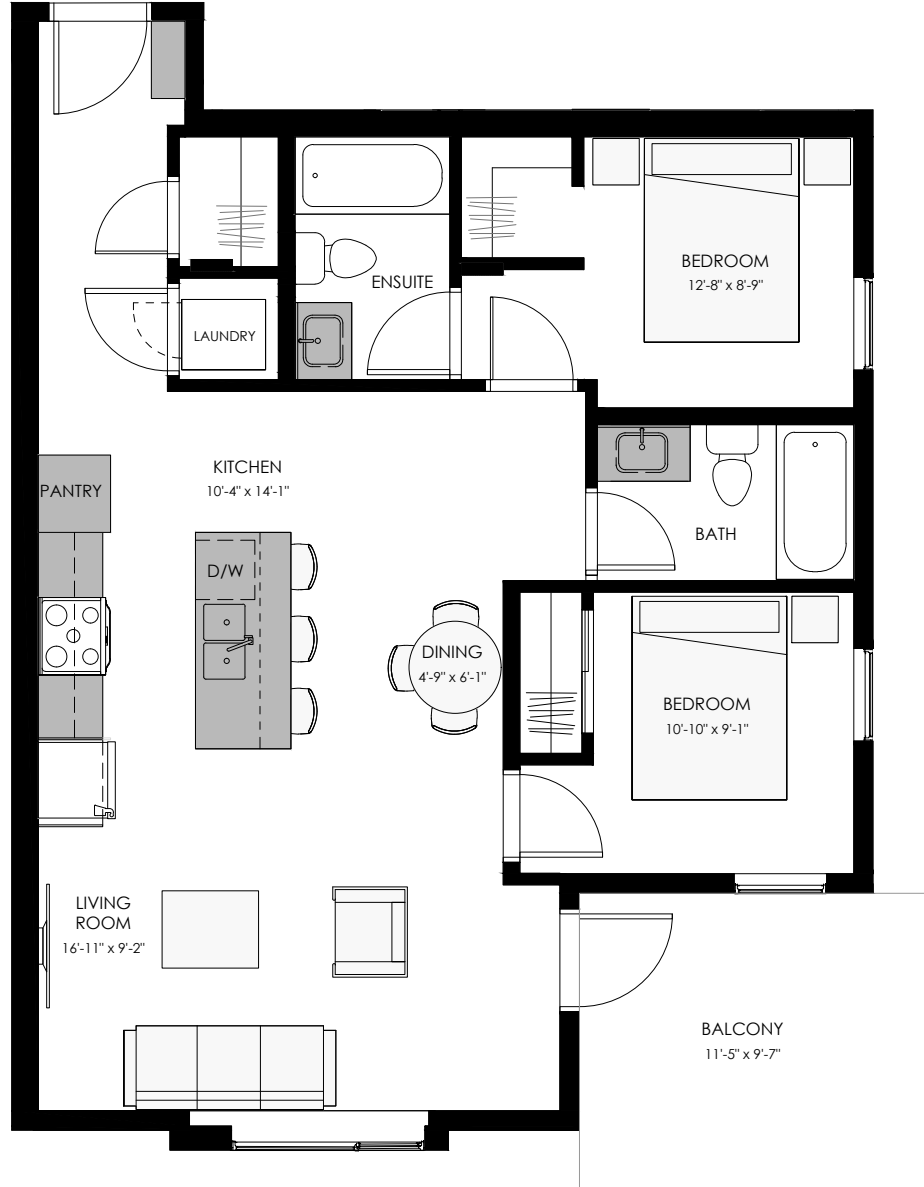 BEDROOM
12'-8" x 8'-9"
ENSUITE
LAUNDRY
KITCHEN
10'-4" x 14'-1"
PANTRY
BATH
D/W
DINING
4'-9" x 6'-1"
BEDROOM
10'-10" x 9'-1"
LIVING
ROOM
16'-11" x 9'-2"
BALCONY
11'-5" x 9'-7"